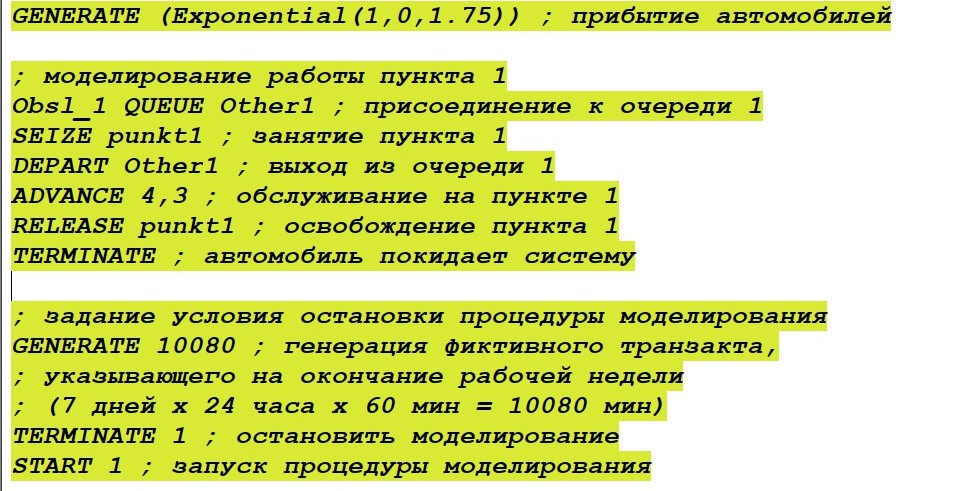 GENERATE (Exponential(1,0,1.75)) ; прибытие автомобилей
; моделирование работы пункта 1
Obsl_1 QUEUE Other1 ; присоединение к очереди 1
SEIZE punkt1 ; занятие пункта 1
DEPART Other1 ; выход из очереди 1
ADVANCE 4,3 ; обслуживание на пункте 1
RELEASE punkt1 ; освобождение пункта 1
TERMINATE ; автомобиль покидает систему
; задание условия остановки процедуры моделирования
GENERATE 10080 ; генерация фиктивного транзакта,
; указывающего на окончание рабочей недели
; (7 дней х 24 часа х 60 мин = 10080 мин)
TERMINATE 1 ; остановить моделирование
START 1 ; запуск процедуры моделирования